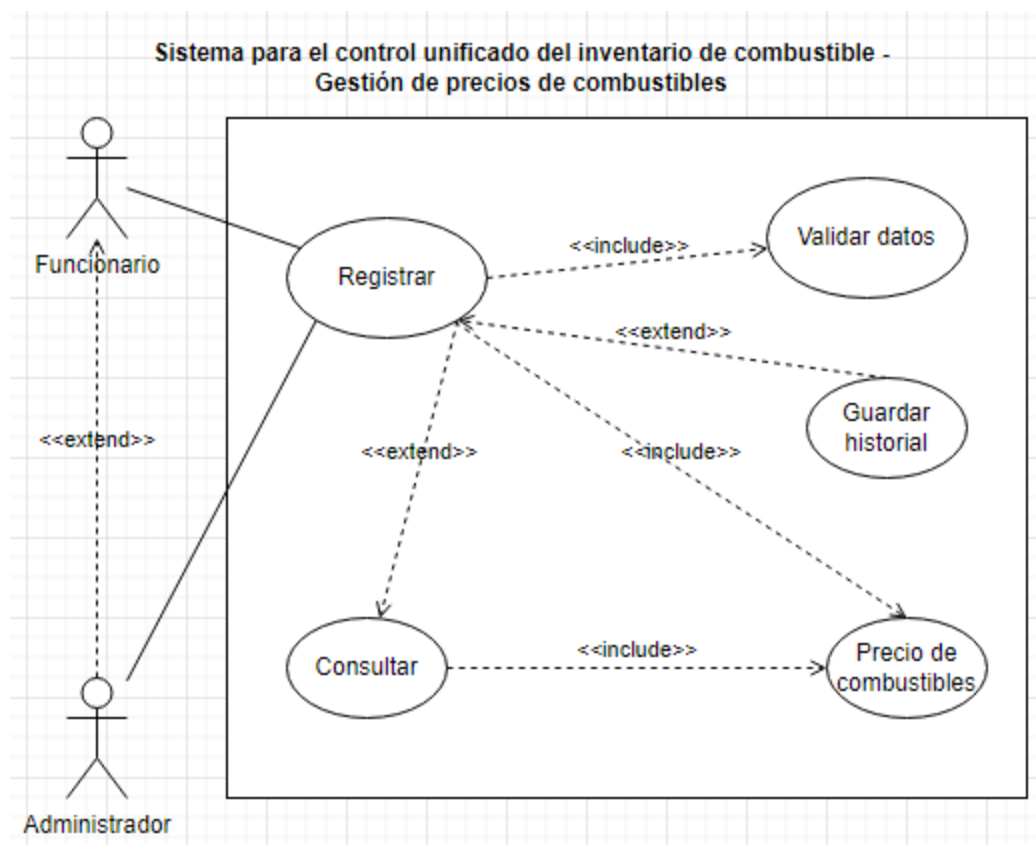 Sistema para el control unificado del inventario de combustible -
Gestión de precios de combustibles
Funcionario
Registrar
<<include>>
Validar datos
<<extend>>
Guardar
historial
<<extend>>
<<extend>>
<<include>>
Consultar
<<include>>
Precio de
combustibles
Administrador